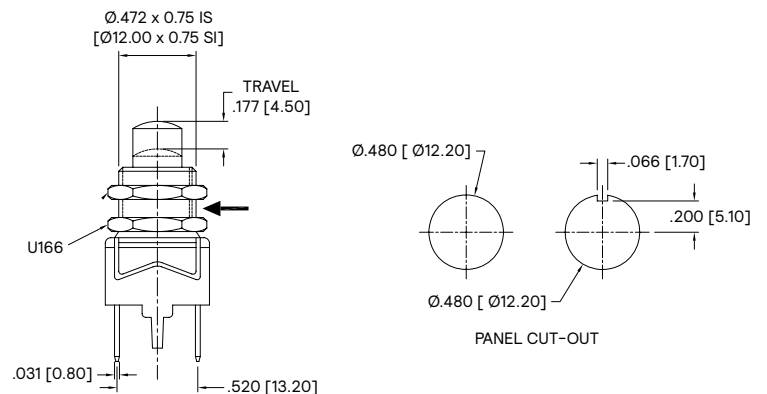 Ø.472 x 0.75 IS
[Ø12.00 x 0.75 SI]
TRAVEL
.177 [4.50]
U166
.031 [0.80]
.520 [13.20]
Ø.480 [ Ø12.20]
.066 [1.70]
.200 [5.10]
Ø.480 [ Ø12.20]
PANEL CUT-OUT